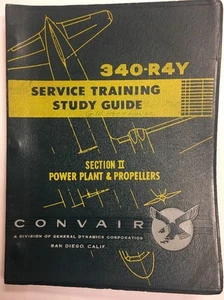 340-R4Y
SERVICE TRAINING
STUDY GUIDE
SECTION II
POWER PLANT & PROPELLERS
CONVAIR
A DIVISION OF GENERAL DYNAMICS CORPORATION
SAN DIEGO, CALIF.